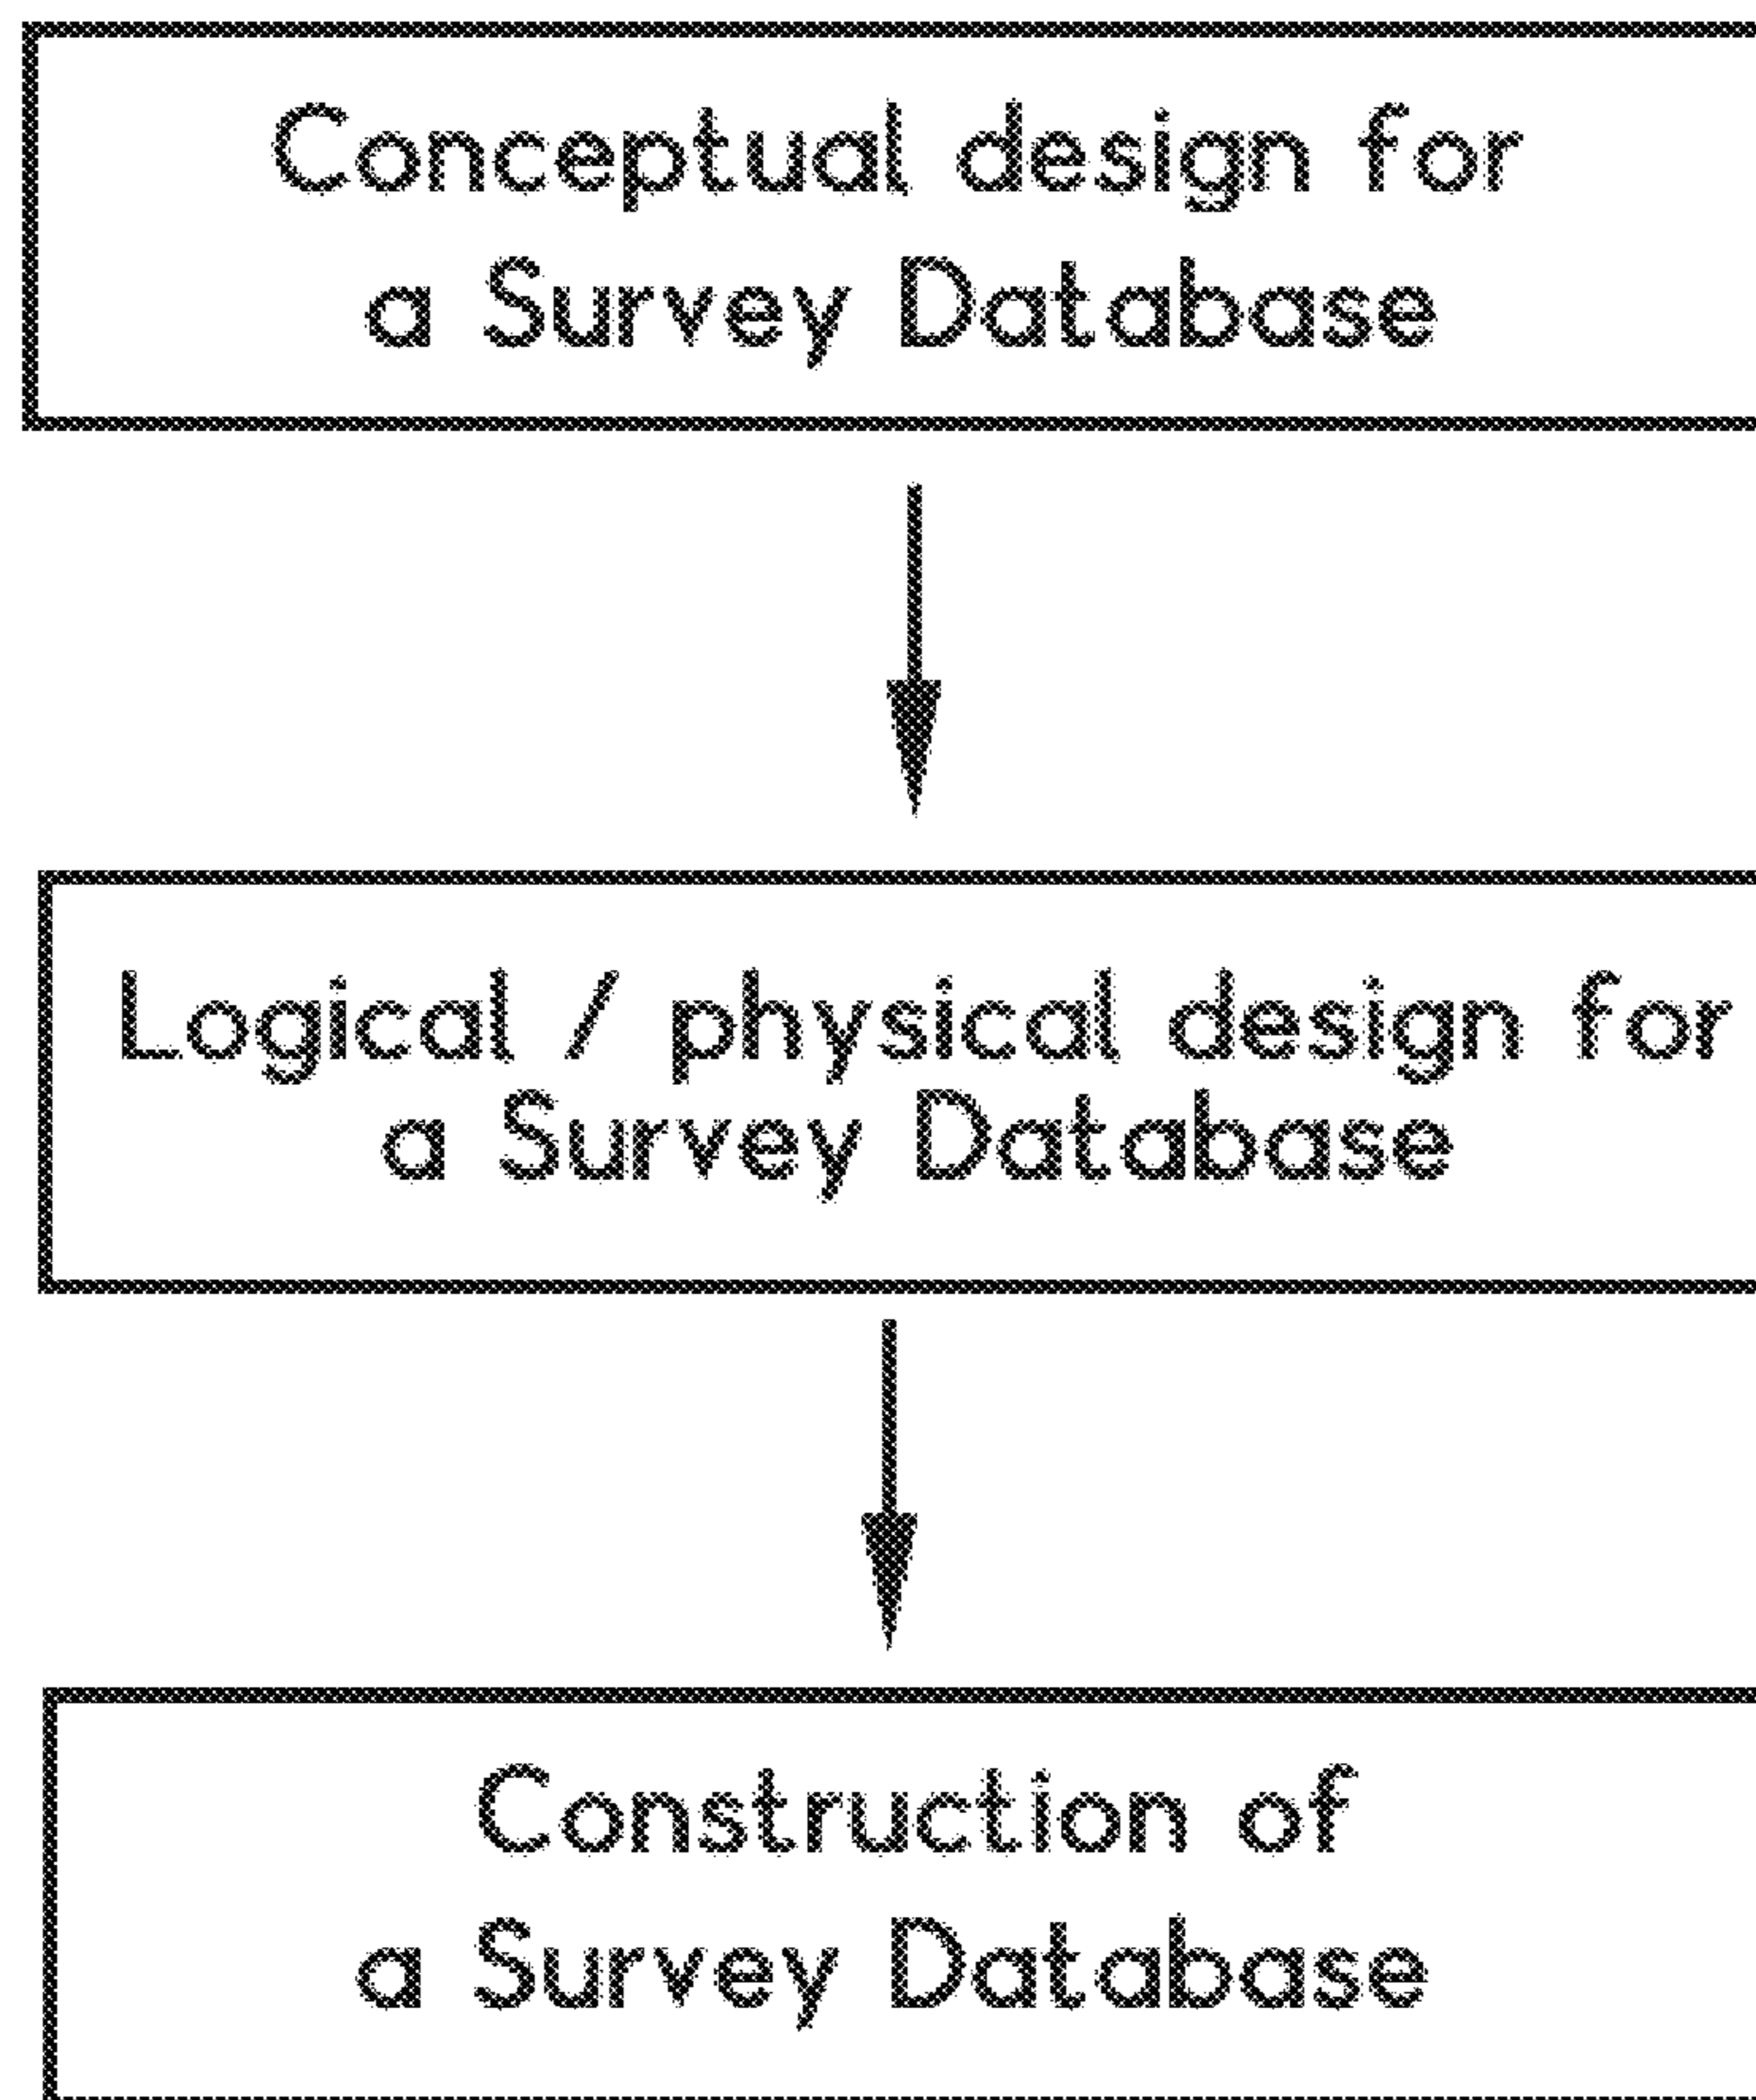 Conceptual design for
a Survey Database
Logical / physical design for
a Survey Database
Construction of
a Survey Database